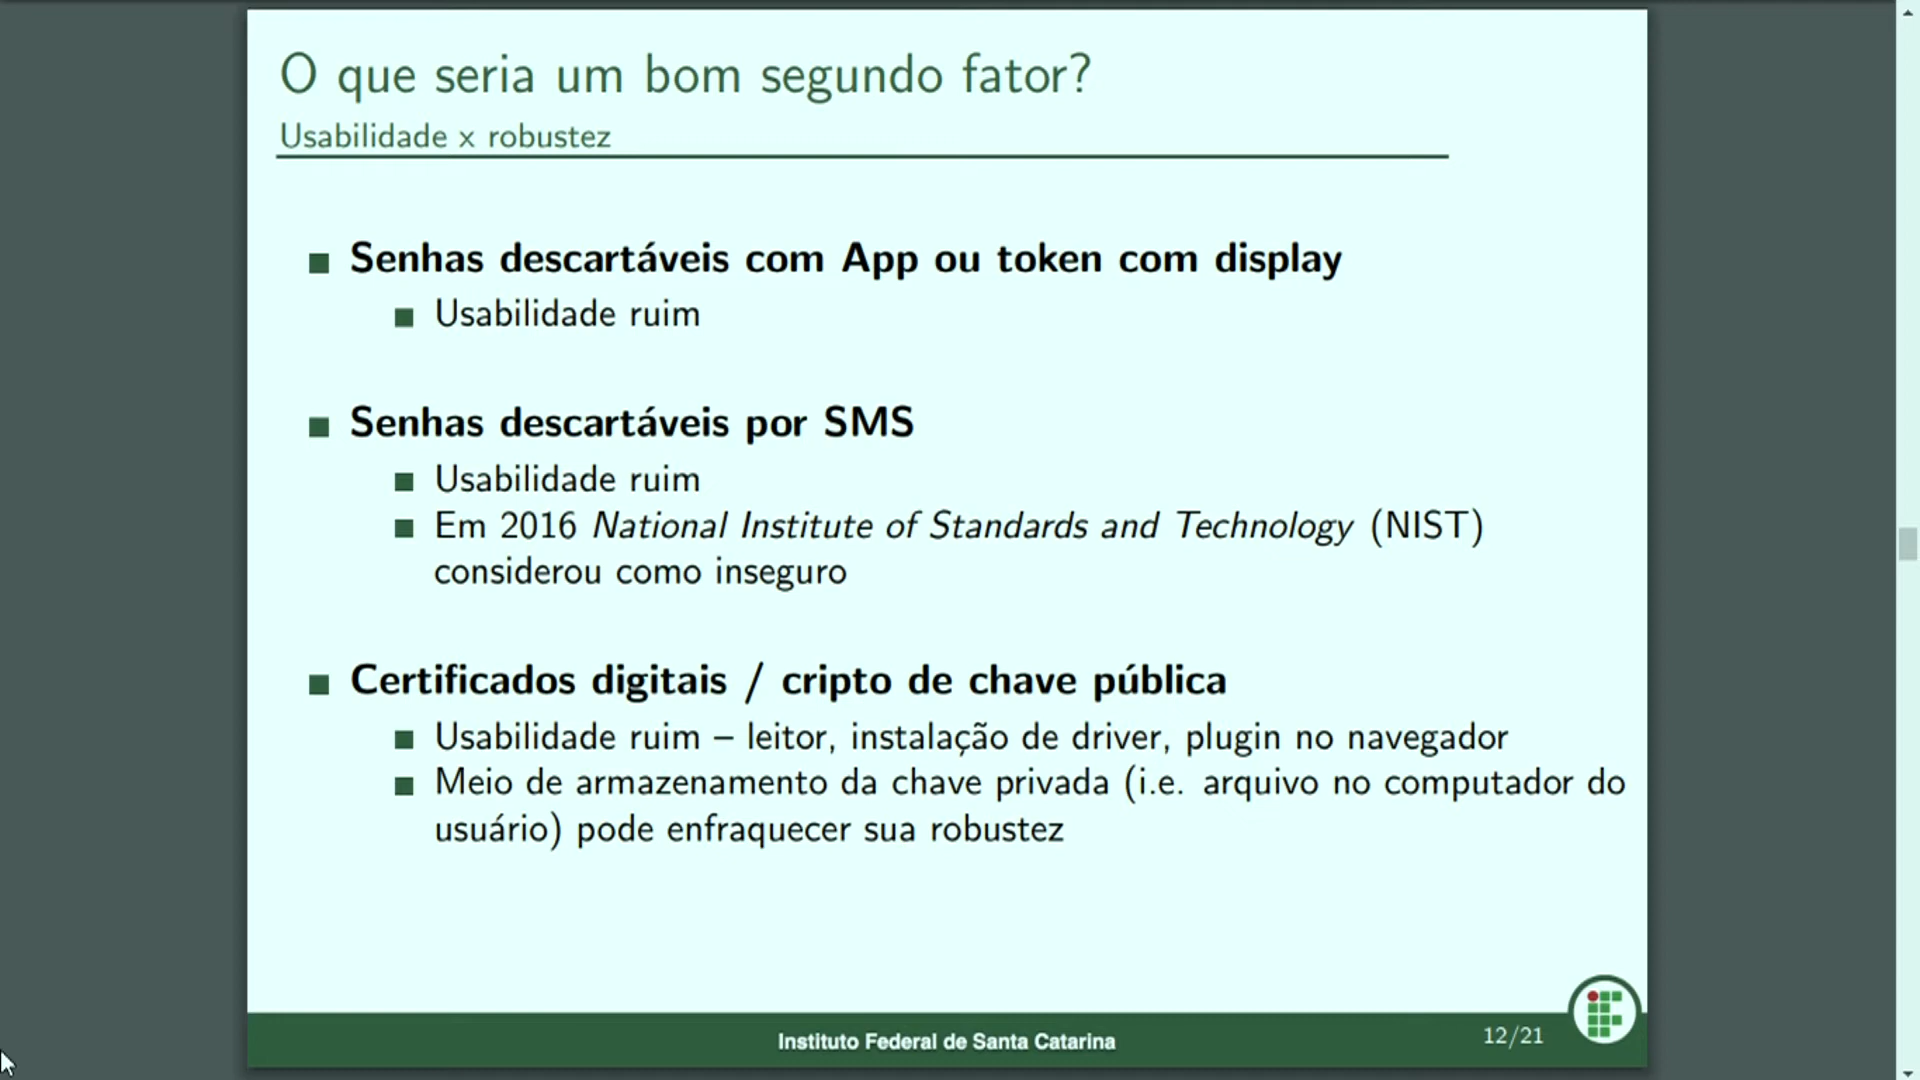 O que seria um bom segundo fator?
Usabilidade x robustez
Senhas descartáveis com App ou token com display
Usabilidade ruim
Senhas descartáveis por SMS
Usabilidade ruim
Em 2016 National Institute of Standards and Technology (NIST)
considerou como inseguro
Certificados digitais / cripto de chave pública
Usabilidade ruim – leitor, instalação de driver, plugin no navegador
Meio de armazenamento da chave privada (i.e. arquivo no computador do
usuário) pode enfraquecer sua robustez
Instituto Federal de Santa Catarina
12/21